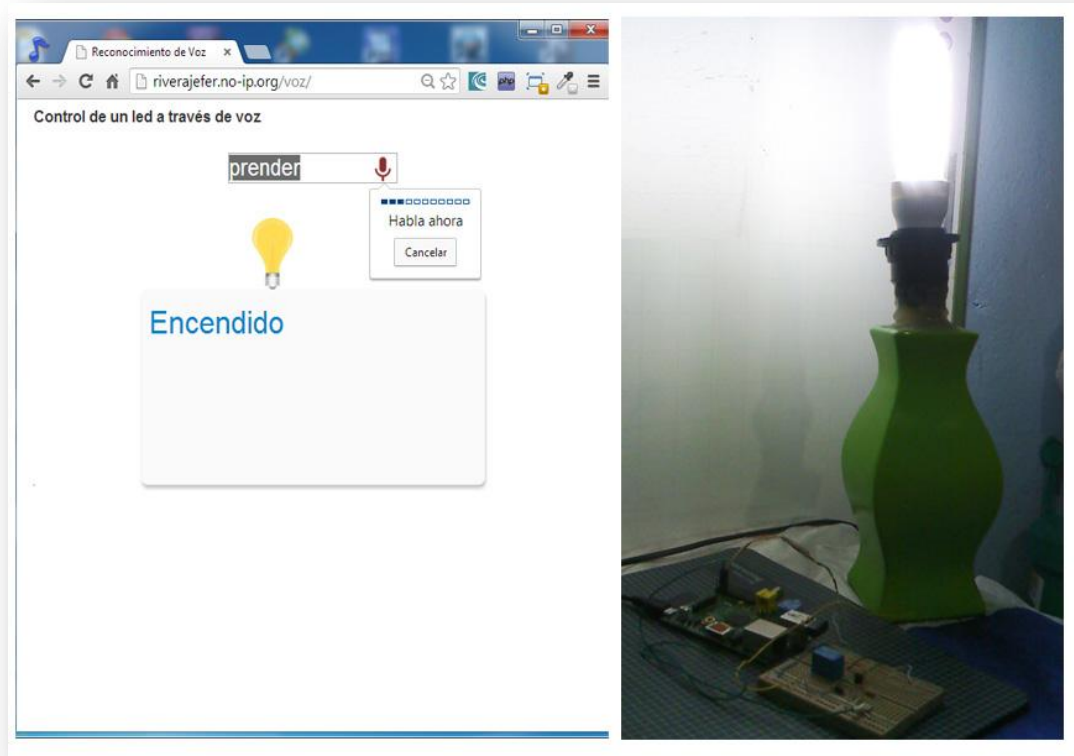 Reconocimiento de Voz
riverajefer.no-ip.org/voz/
php
Control de un led a través de voz
prender
Habla ahora
Cancelar
Encendido